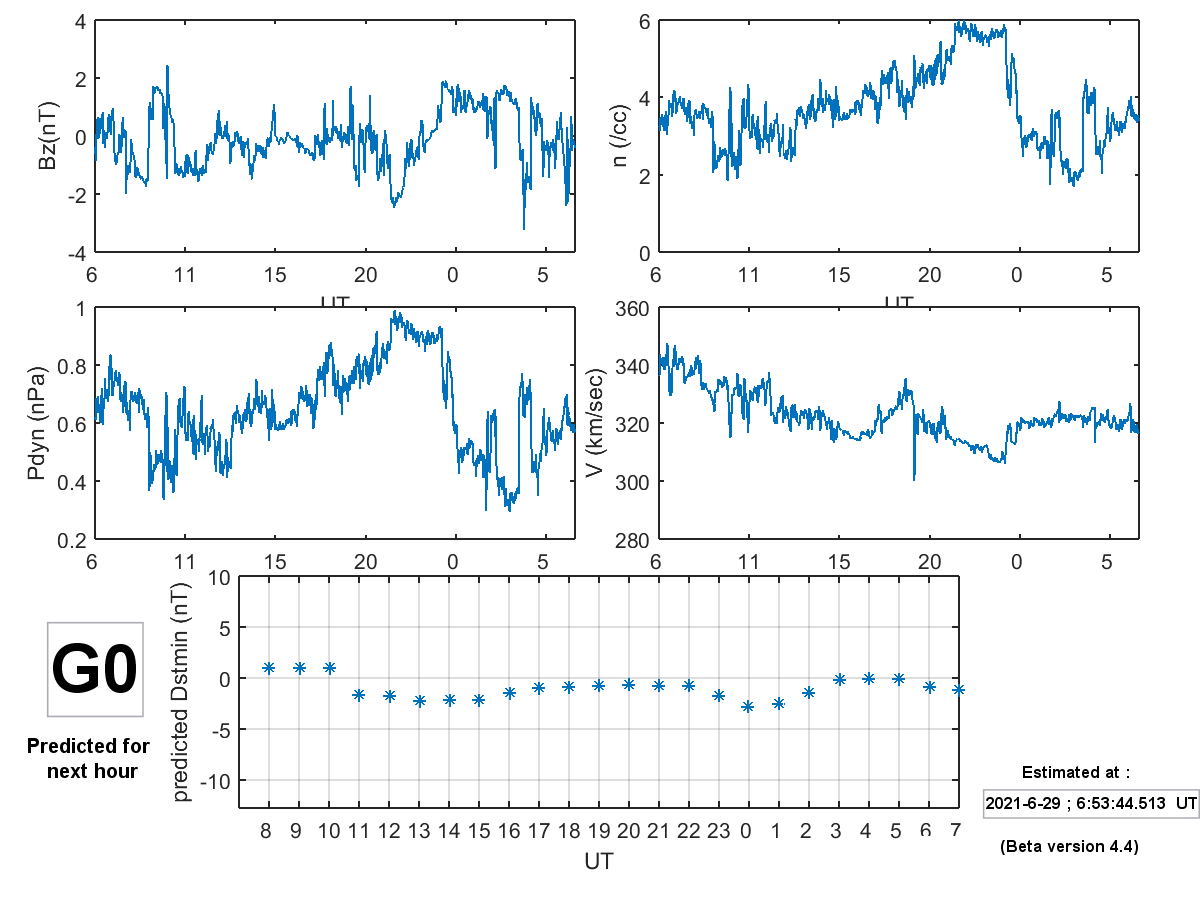 4
2
0
-2
-4
Bz(nT)
6 11 15 20 0 5
UT
6
4
2
0
n (/cc)
6 11 15 20 0 5
UT
1
0.8
0.6
0.4
0.2
Pdyn (nPa)
6 11 15 20 0 5
360
340
320
300
280
V (km/sec)
6 11 15 20 0 5
10
5
0
-5
-10
predicted Dstmin (nT)
8 9 10 11 12 13 14 15 16 17 18 19 20 21 22 23 0 1 2 3 4 5 6 7
UT
G0
Predicted for
next hour
Estimated at :
2021-6-29 ; 6:53:44.513 UT
(Beta version 4.4)